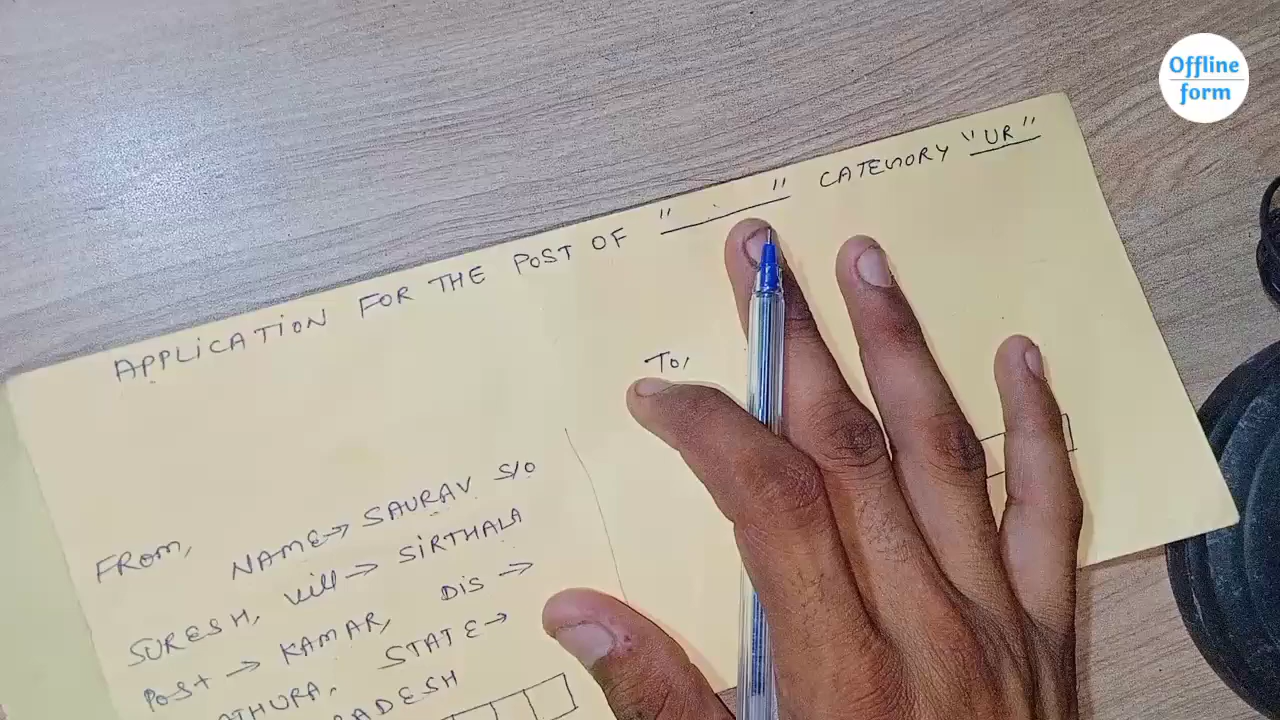 Offline
form
APPLICATION FOR THE POST OF " " CATEGORY "UR"
To,
FROM,
NAME→ SAURAV S/O
SURESH, Vill → SIRTHALA
POST → KAMAR, DIS →
STATE→